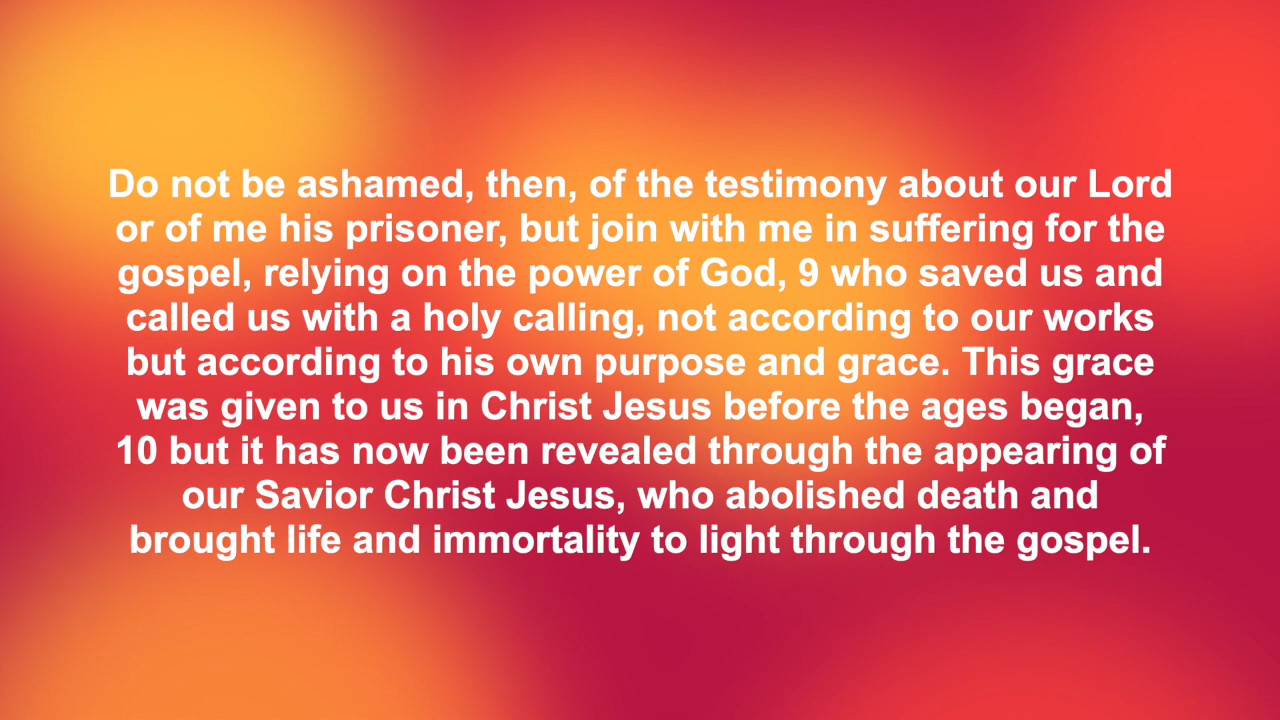 Do not be ashamed, then, of the testimony about our Lord
or of me his prisoner, but join with me in suffering for the
gospel, relying on the power of God, 9 who saved us and
called us with a holy calling, not according to our works
but according to his own purpose and grace. This grace
was given to us in Christ Jesus before the ages began,
10 but it has now been revealed through the appearing of
our Savior Christ Jesus, who abolished death and
brought life and immortality to light through the gospel.